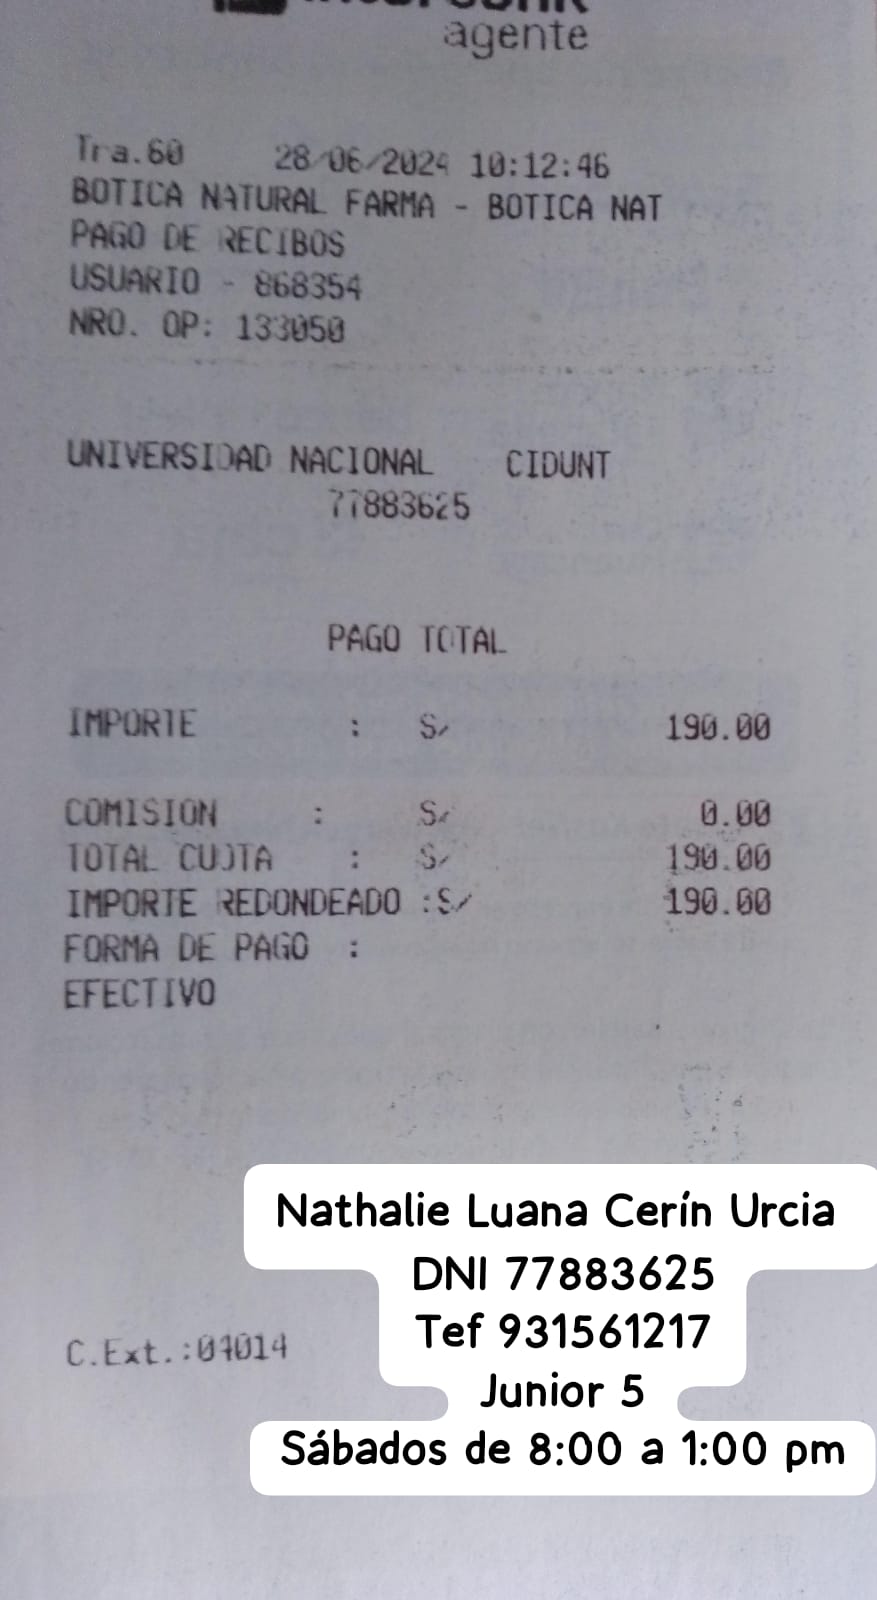 agente
Tra.60 28/06/2024 10:12:46
BOTICA NATURAL FARMA - BOTICA NAT
PAGO DE RECIBOS
USUARIO - 868354
NRO. OP: 133050
UNIVERSIDAD NACIONAL CIDUNT
77883625
PAGO TOTAL
IMPORTE : S/ 190.00
COMISION : S/ 0.00
TOTAL CUOTA : S/ 190.00
IMPORTE REDONDEADO :S/ 190.00
FORMA DE PAGO :
EFECTIVO
Nathalie Luana Cerín Urcia
DNI 77883625
Tef 931561217
C.Ext.:04014
Junior 5
Sábados de 8:00 a 1:00 pm